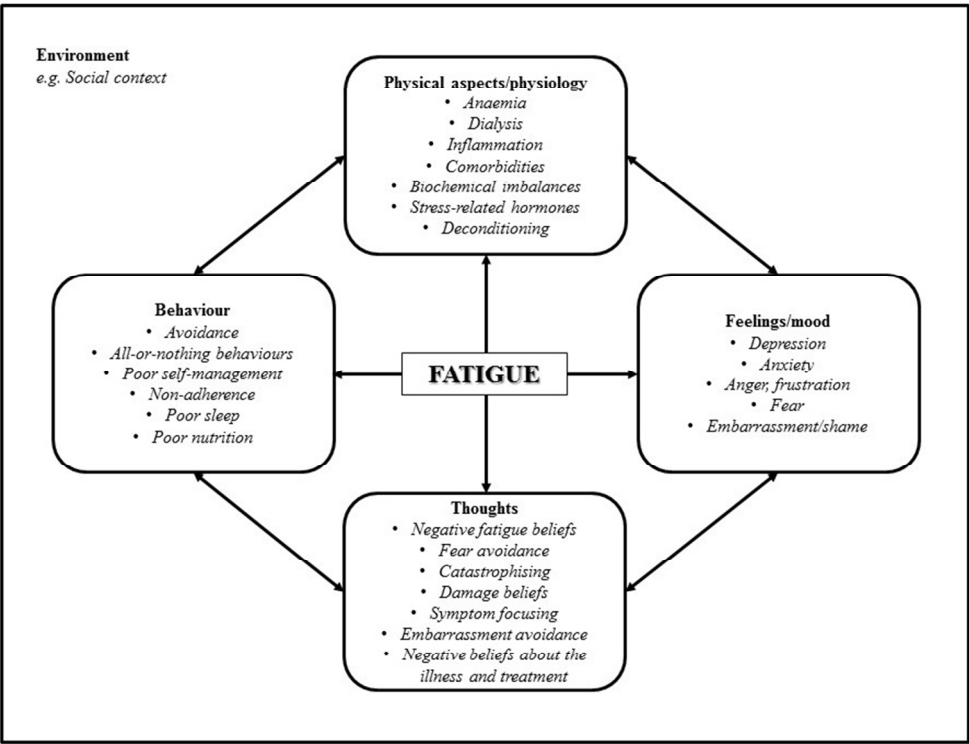 Environment
e.g. Social context
Physical aspects/physiology
• Anaemia
• Dialysis
• Inflammation
• Comorbidities
• Biochemical imbalances
• Stress-related hormones
• Deconditioning
Behaviour
• Avoidance
• All-or-nothing behaviours
• Poor self-management
• Non-adherence
• Poor sleep
• Poor nutrition
FATIGUE
Feelings/mood
• Depression
• Anxiety
• Anger, frustration
• Fear
• Embarrassment/shame
Thoughts
• Negative fatigue beliefs
• Fear avoidance
• Catastrophising
• Damage beliefs
• Symptom focusing
• Embarrassment avoidance
• Negative beliefs about the
illness and treatment